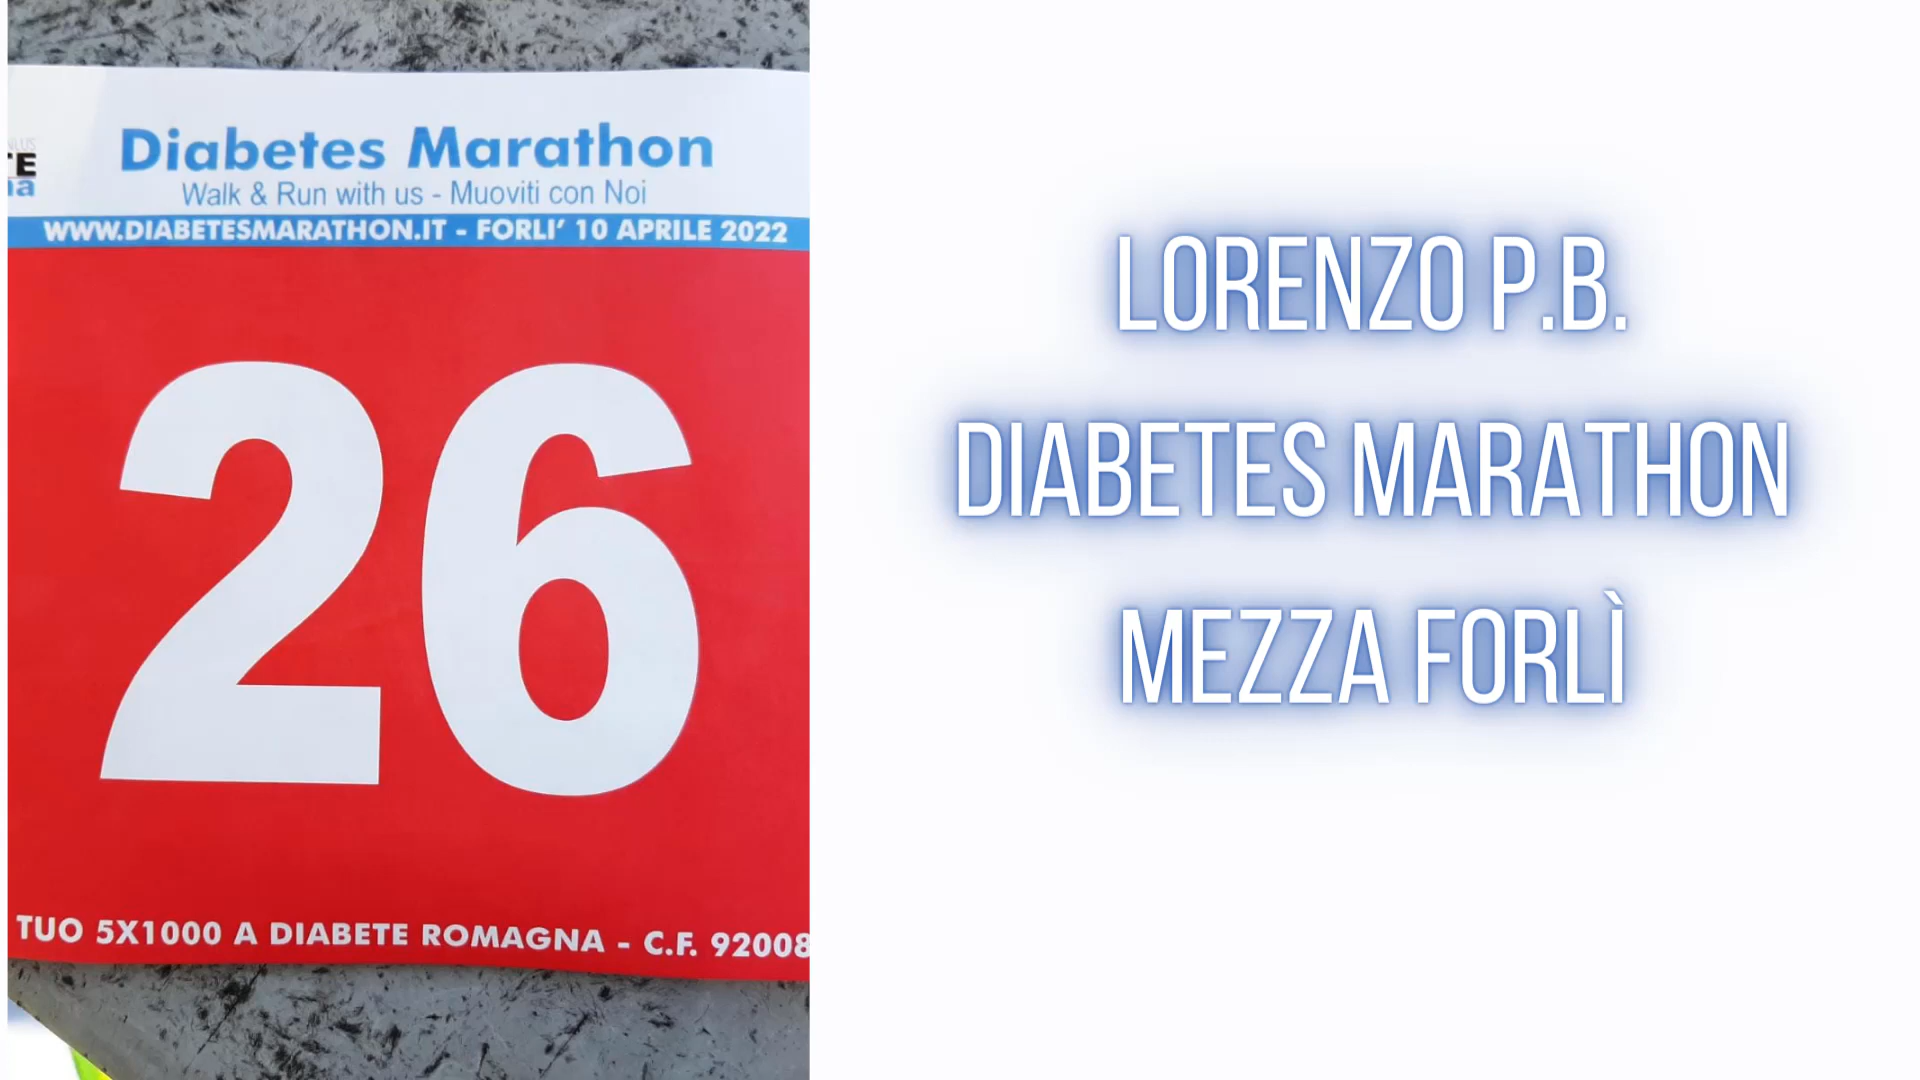 Diabetes Marathon
Walk & Run with us - Muoviti con Noi
WWW.DIABETESMARATHON.IT - FORLI' 10 APRILE 2022
26
TUO 5X1000 A DIABETE ROMAGNA - C.F. 92008
LORENZO P.B.
DIABETES MARATHON
MEZZA FORLÌ